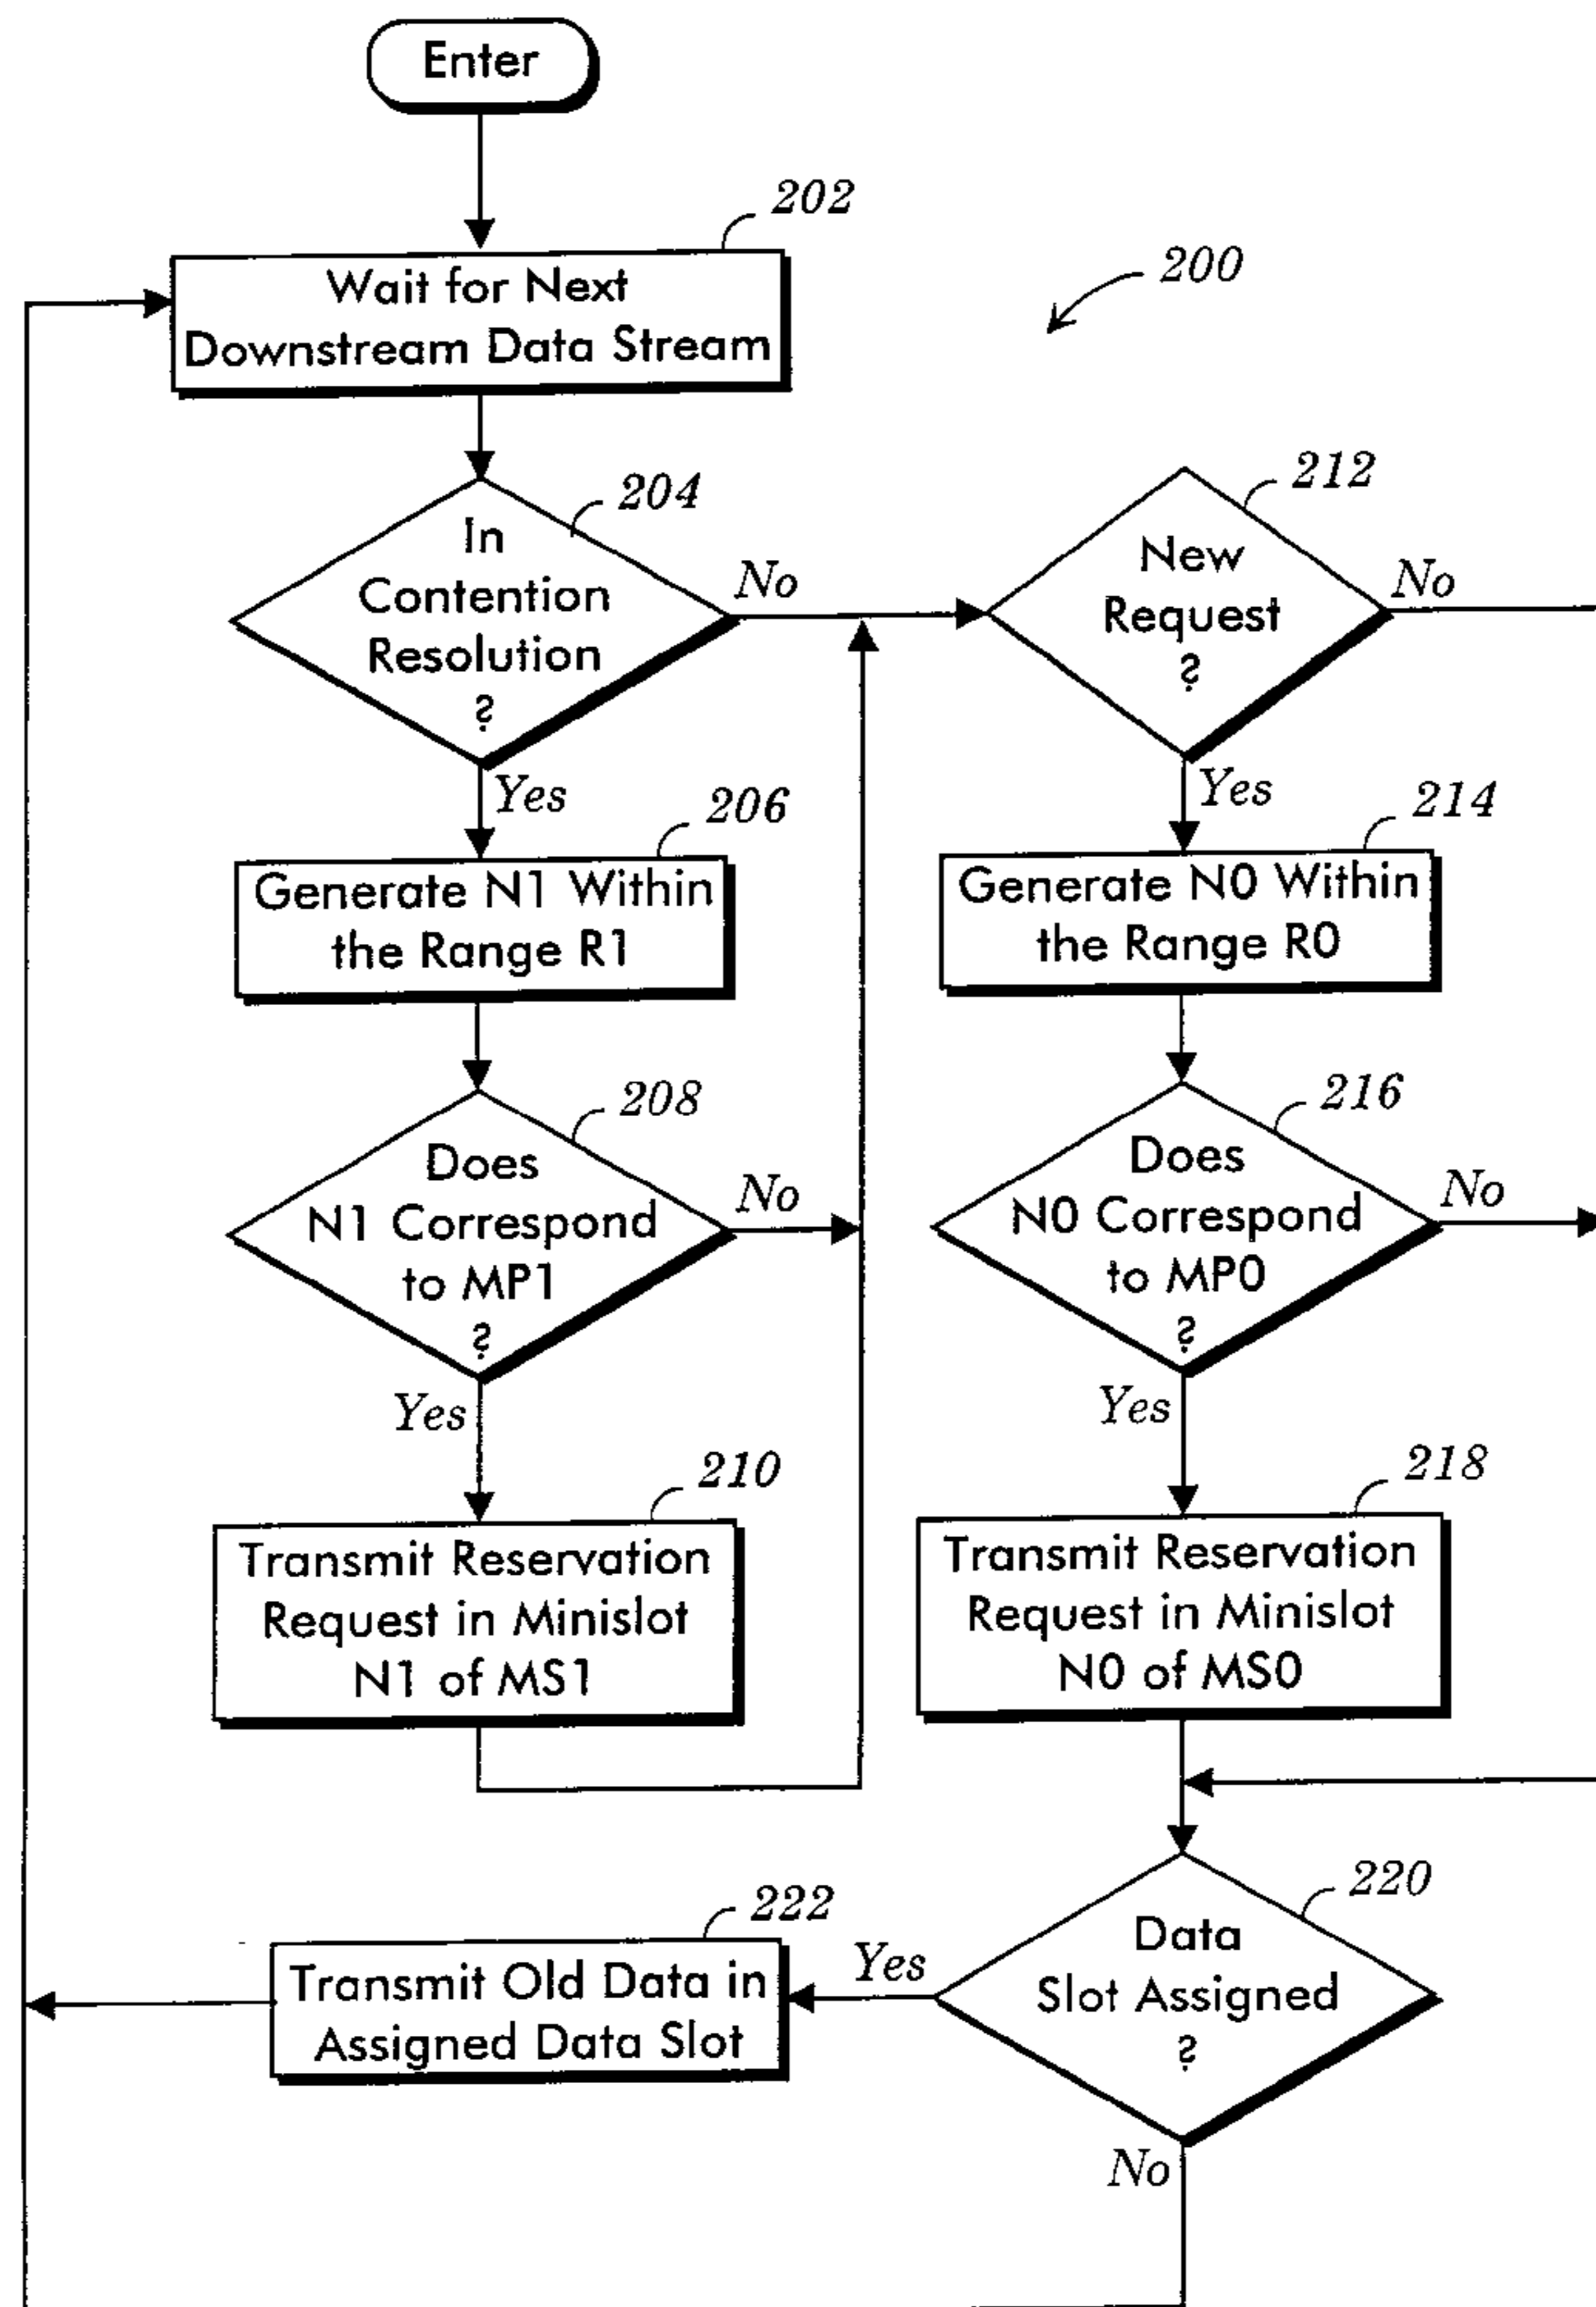 Enter
202
Wait for Next
Downstream Data Stream
200
204
In
Contention
Resolution
?
No
Yes
206
Generate N1 Within
the Range R1
208
Does
N1 Correspond
to MP1
?
No
Yes
210
Transmit Reservation
Request in Minislot
N1 of MS1
212
New
Request
?
No
Yes
214
Generate N0 Within
the Range R0
216
Does
N0 Correspond
to MP0
?
No
Yes
218
Transmit Reservation
Request in Minislot
N0 of MS0
220
Data
Slot Assigned
?
Yes
No
222
Transmit Old Data in
Assigned Data Slot